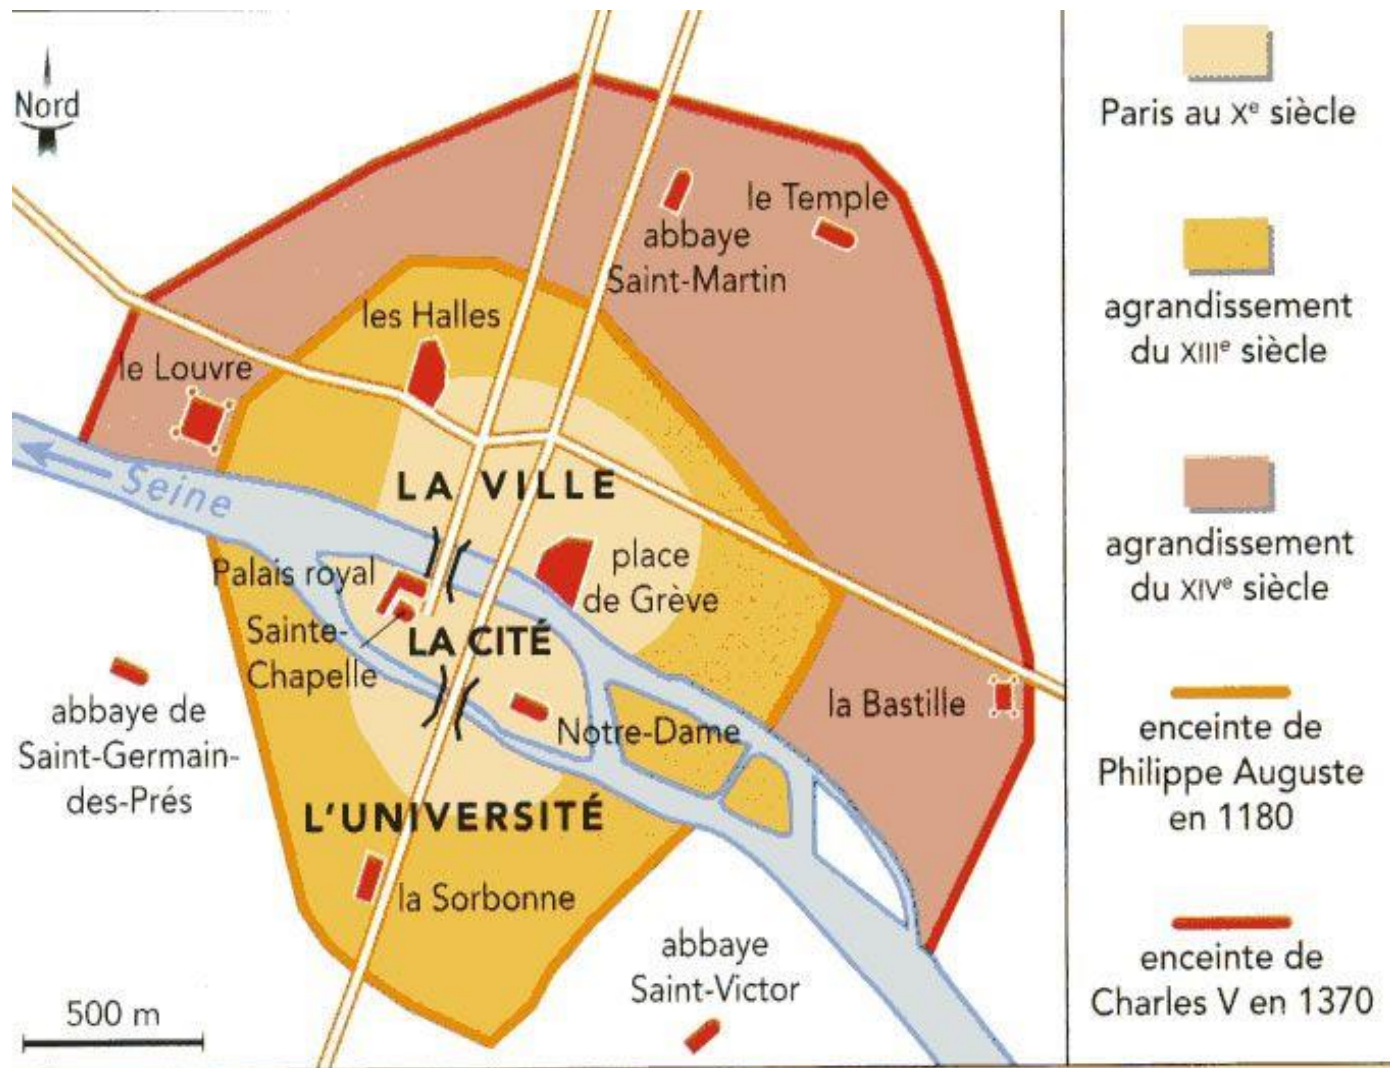 Nord
le Temple
abbaye
Saint-Martin
les Halles
le Louvre
Seine
LA VILLE
place
de Grève
Palais royal
Sainte-
Chapelle
LA CITÉ
Notre-Dame
la Bastille
abbaye de
Saint-Germain-
des-Prés
L'UNIVERSITÉ
la Sorbonne
abbaye
Saint-Victor
500 m
Paris au Xe siècle
agrandissement
du XIIIe siècle
agrandissement
du XIVe siècle
enceinte de
Philippe Auguste
en 1180
enceinte de
Charles V en 1370